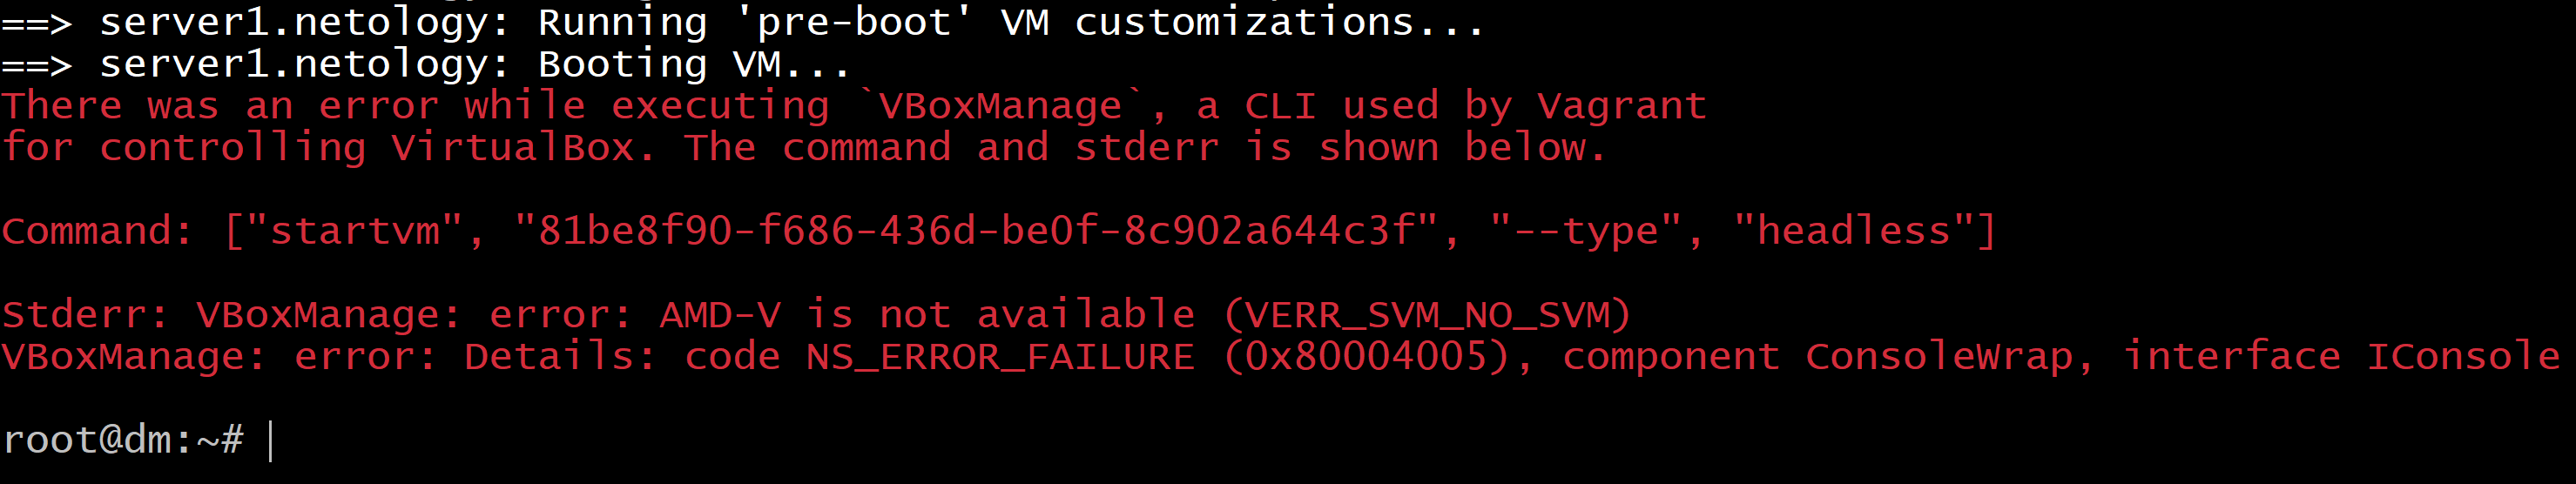 ==> server1.netology: Running 'pre-boot' VM customizations...
==> server1.netology: Booting VM...
There was an error while executing `VBoxManage`, a CLI used by Vagrant
for controlling VirtualBox. The command and stderr is shown below.
Command: ["startvm", "81be8f90-f686-436d-be0f-8c902a644c3f", "--type", "headless"]
Stderr: VBoxManage: error: AMD-V is not available (VERR_SVM_NO_SVM)
VBoxManage: error: Details: code NS_ERROR_FAILURE (0x80004005), component ConsoleWrap, interface IConsole
root@dm:~#